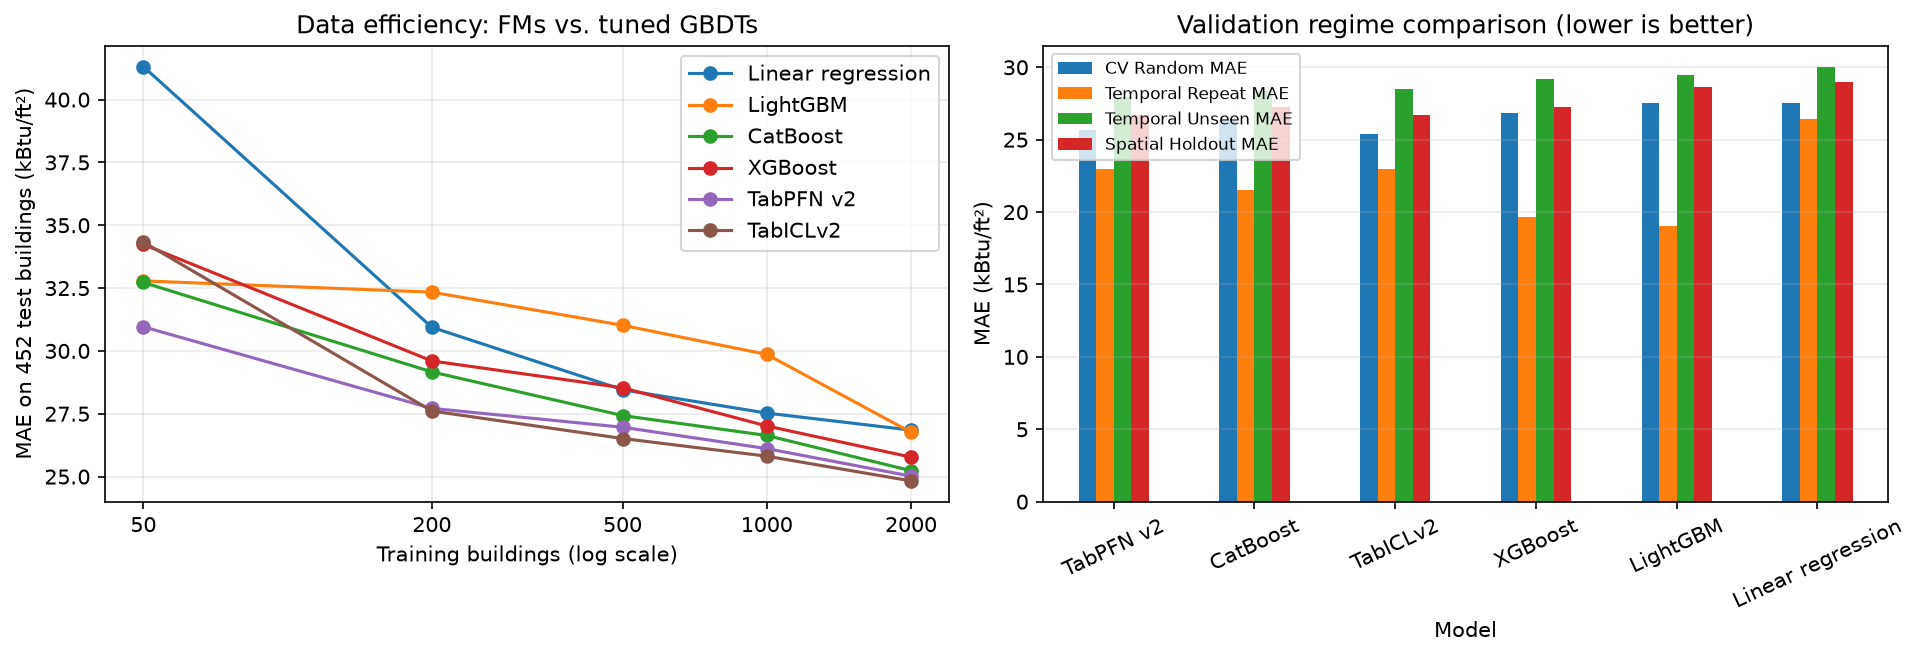 Data efficiency: FMs vs. tuned GBDTs
MAE on 452 test buildings (kBtu/ft²)
40.0
37.5
35.0
32.5
30.0
27.5
25.0
Linear regression
LightGBM
CatBoost
XGBoost
TabPFN v2
TabICLv2
50 200 500 1000 2000
Training buildings (log scale)
Validation regime comparison (lower is better)
MAE (kBtu/ft²)
30
25
20
15
10
5
0
CV Random MAE
Temporal Repeat MAE
Temporal Unseen MAE
Spatial Holdout MAE
TabPFN v2
CatBoost
TabICLv2
XGBoost
LightGBM
Linear regression
Model